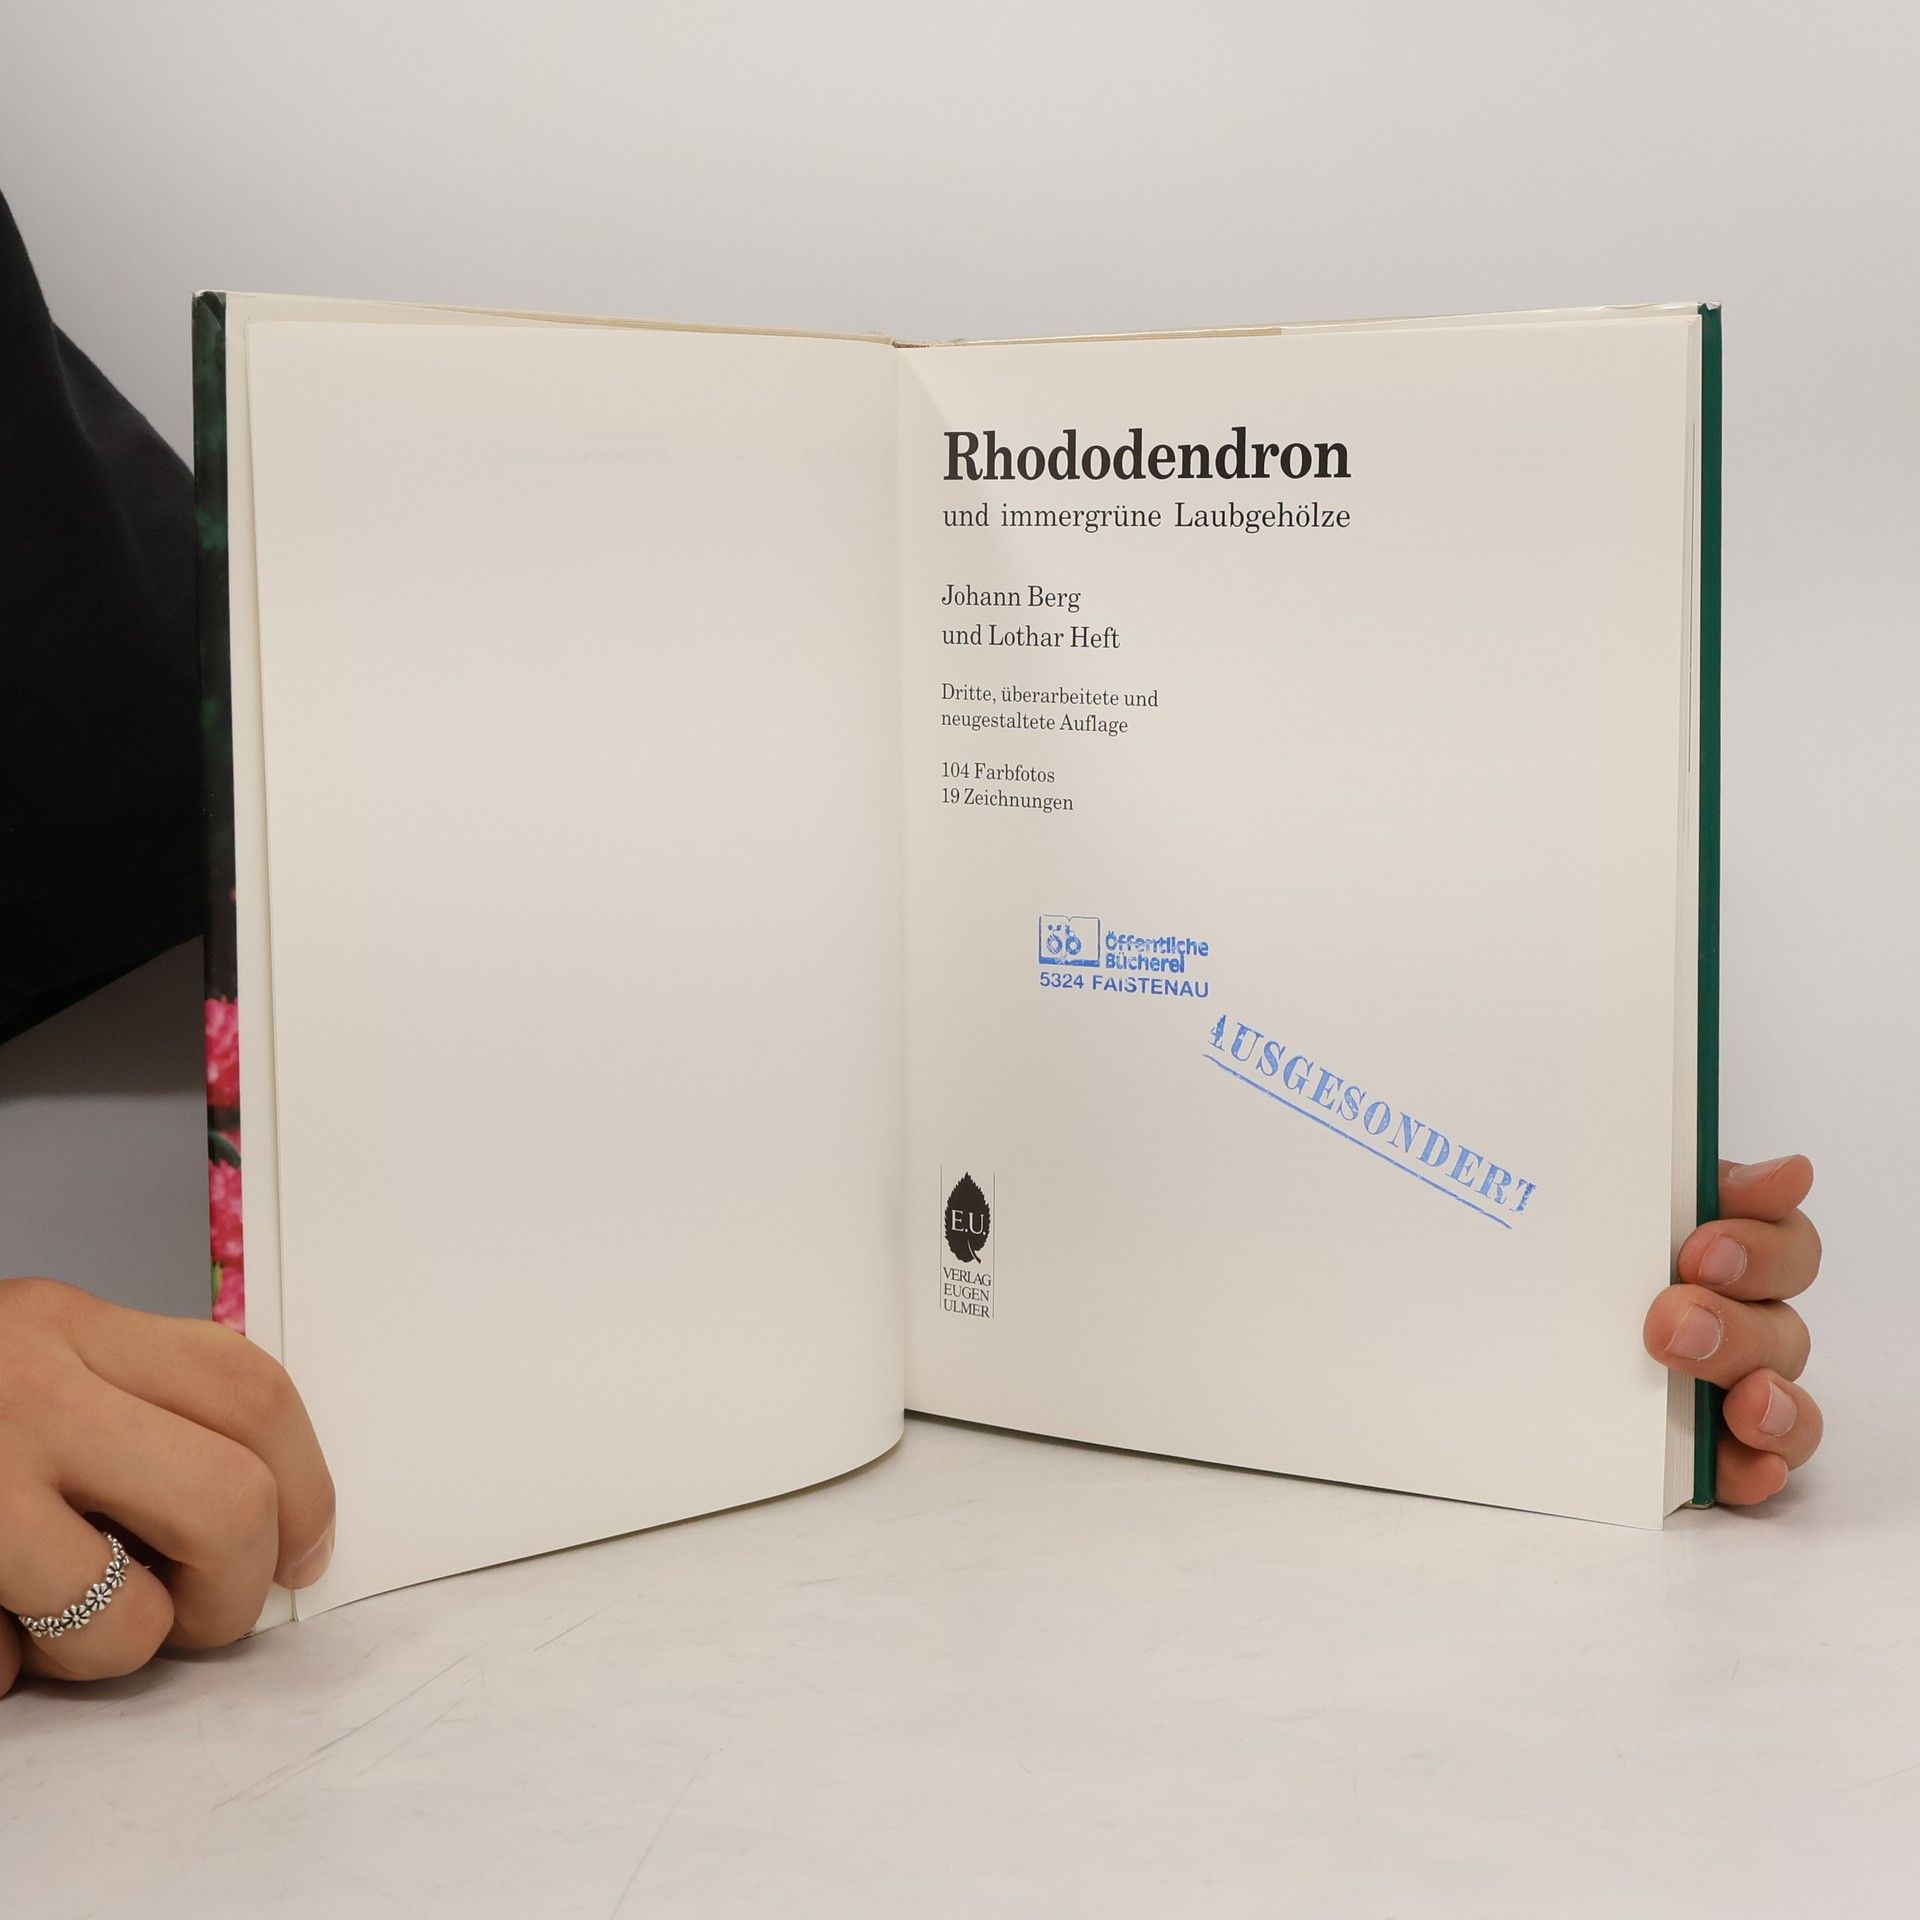 Rhododendron
und immergrüne Laubgehölze
Johann Berg
und Lothar Heft
Dritte, überarbeitete und
neugestaltete Auflage
104 Farbfotos
19 Zeichnungen
öb
Öffentliche
Bücherei
5324 FAISTENAU
AUSGESONDERT
E.U.
VERLAG
EUGEN
ULMER